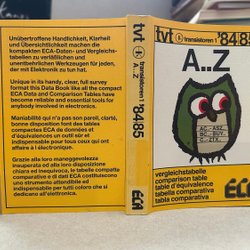 Unübertroffene Handlichkeit, Klarheit
und Übersichtlichkeit machen die
kompakten ECA-Daten- und Vergleichs-
tabellen zu verläßlichen und
unentbehrlichen Werkzeugen für jeden,
der mit Elektronik zu tun hat.
Unique in its handy, clear, full survey
format this Data Book like all the compact
ECA Data and Comparison Tables have
become reliable and essential tools for
anybody involved in electronics.
Maniabilité qui n'a pas son pareil, clarté,
bonne disposition font des tables
compactes ECA de données et
d'équivalence un outil sûr et
indispensable pour tous ceux qui ont
affaire à l'électronique.
Grazie alla loro maneggevolezza
insuperata ed alla loro disposizione
chiara ed inequivoca, le tabelle compatte
comparative e di dati ECA costituiscono
uno strumento attendibile ed
indispensabile per tutti colore che si
dedicano all'elettronica.
tvt
transistoren 1
A..Z
'84/85
ECA
tvt transistoren 1 '84/85
A..Z
vergleichstabelle
comparison table
table d'équivalence
tabella comparativa
tabla comparativa
ECA